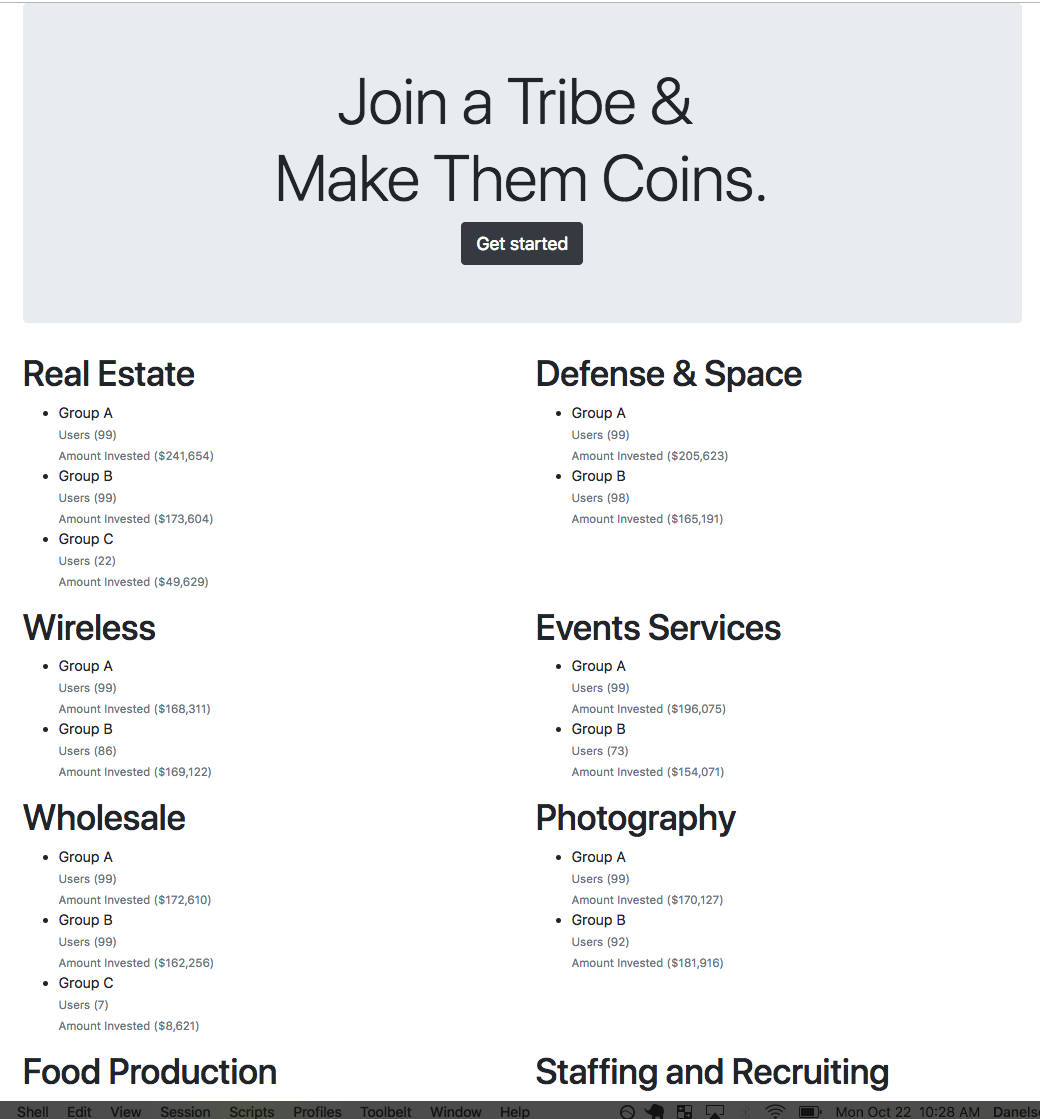 Join a Tribe &
Make Them Coins.
Get started
Real Estate
Group A
Users (99)
Amount Invested ($241,654)
Group B
Users (99)
Amount Invested ($173,604)
Group C
Users (22)
Amount Invested ($49,629)
Defense & Space
Group A
Users (99)
Amount Invested ($205,623)
Group B
Users (98)
Amount Invested ($165,191)
Wireless
Group A
Users (99)
Amount Invested ($168,311)
Group B
Users (86)
Amount Invested ($169,122)
Events Services
Group A
Users (99)
Amount Invested ($196,075)
Group B
Users (73)
Amount Invested ($154,071)
Wholesale
Group A
Users (99)
Amount Invested ($172,610)
Group B
Users (99)
Amount Invested ($162,256)
Group C
Users (7)
Amount Invested ($8,621)
Photography
Group A
Users (99)
Amount Invested ($170,127)
Group B
Users (92)
Amount Invested ($181,916)
Food Production
Staffing and Recruiting
Shell Edit View Session Scripts Profiles Toolbelt Window Help Mon Oct 22 10:28 AM